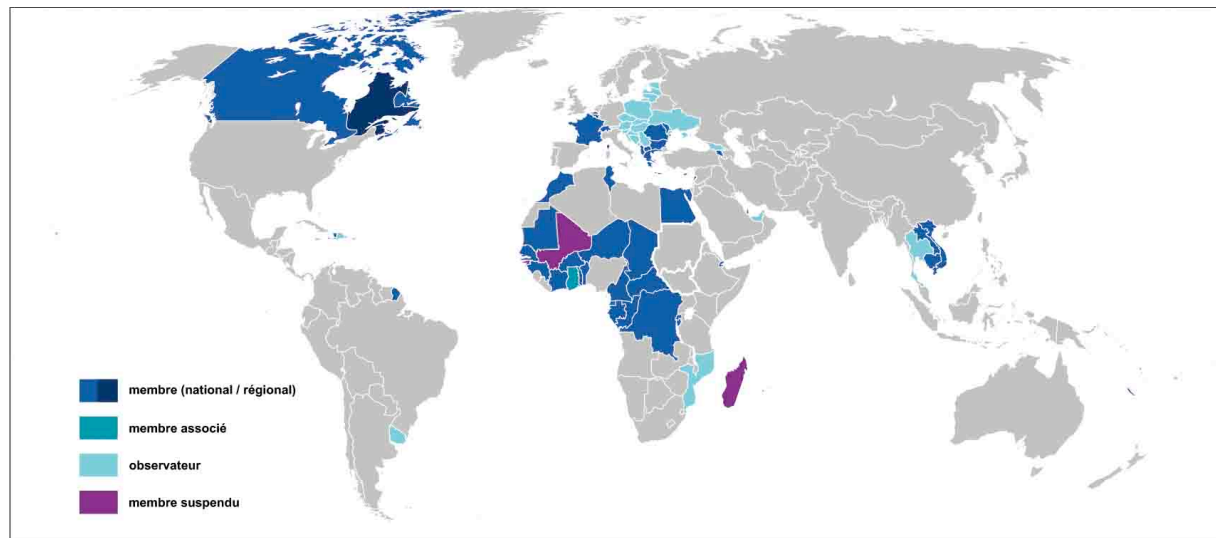 membre (national / régional)
membre associé
observateur
membre suspendu